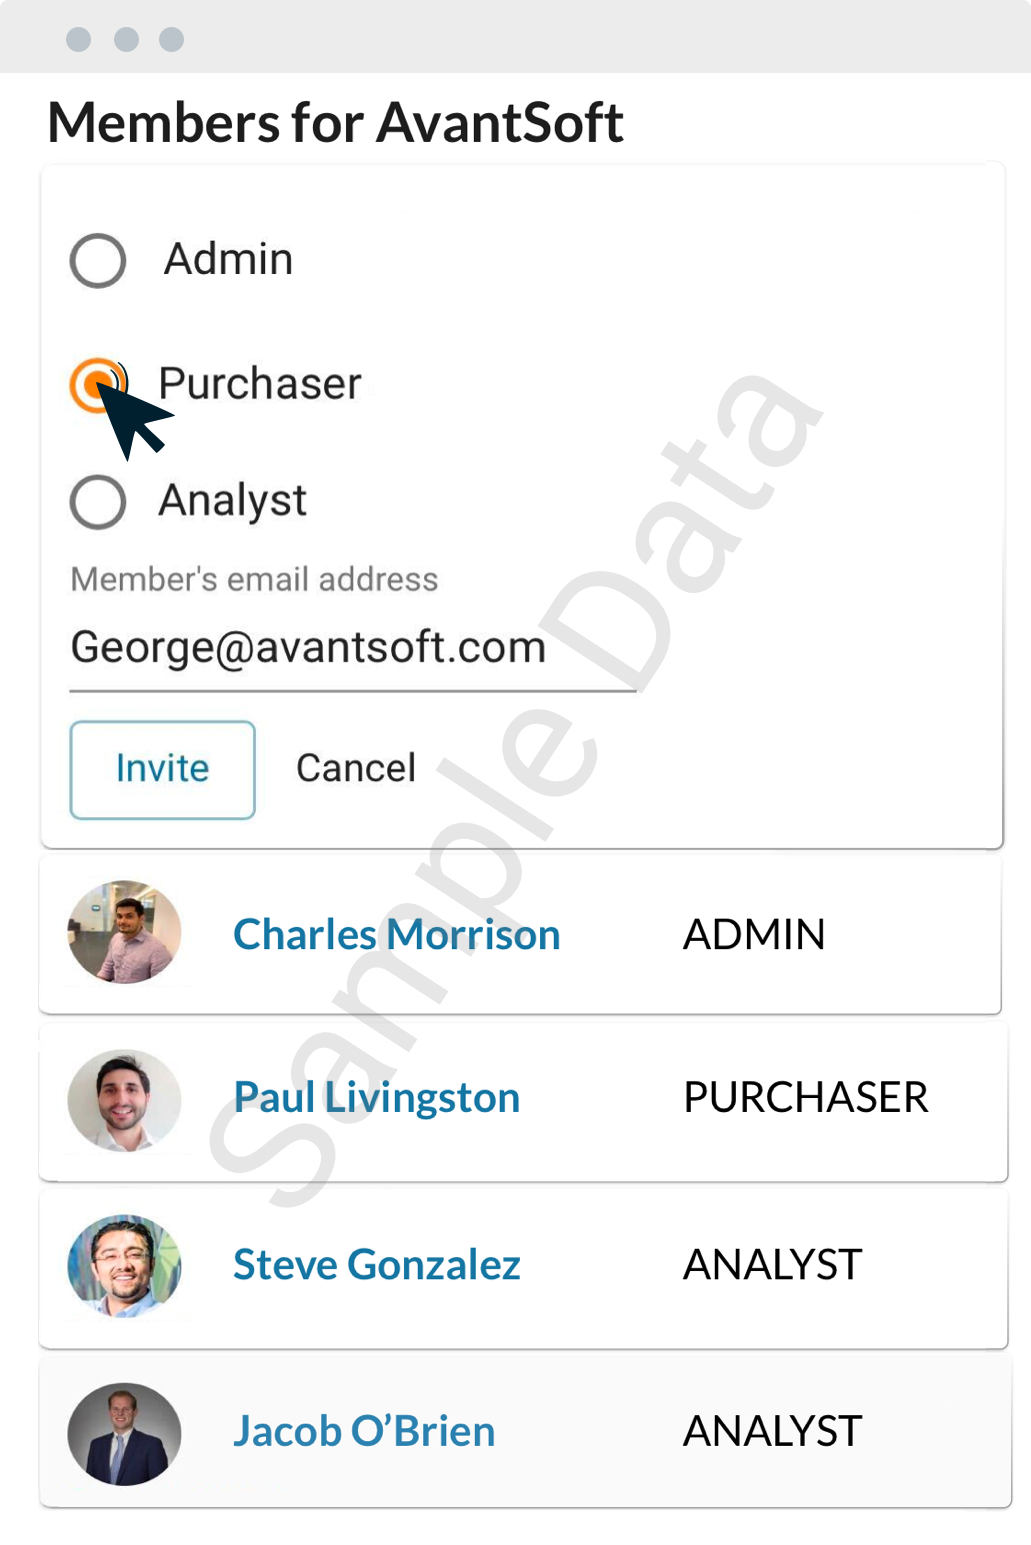 Members for AvantSoft
Admin
Purchaser
Analyst
Member's email address
George@avantsoft.com
Invite Cancel
Charles Morrison ADMIN
Paul Livingston PURCHASER
Steve Gonzalez ANALYST
Jacob O’Brien ANALYST
Sample Data